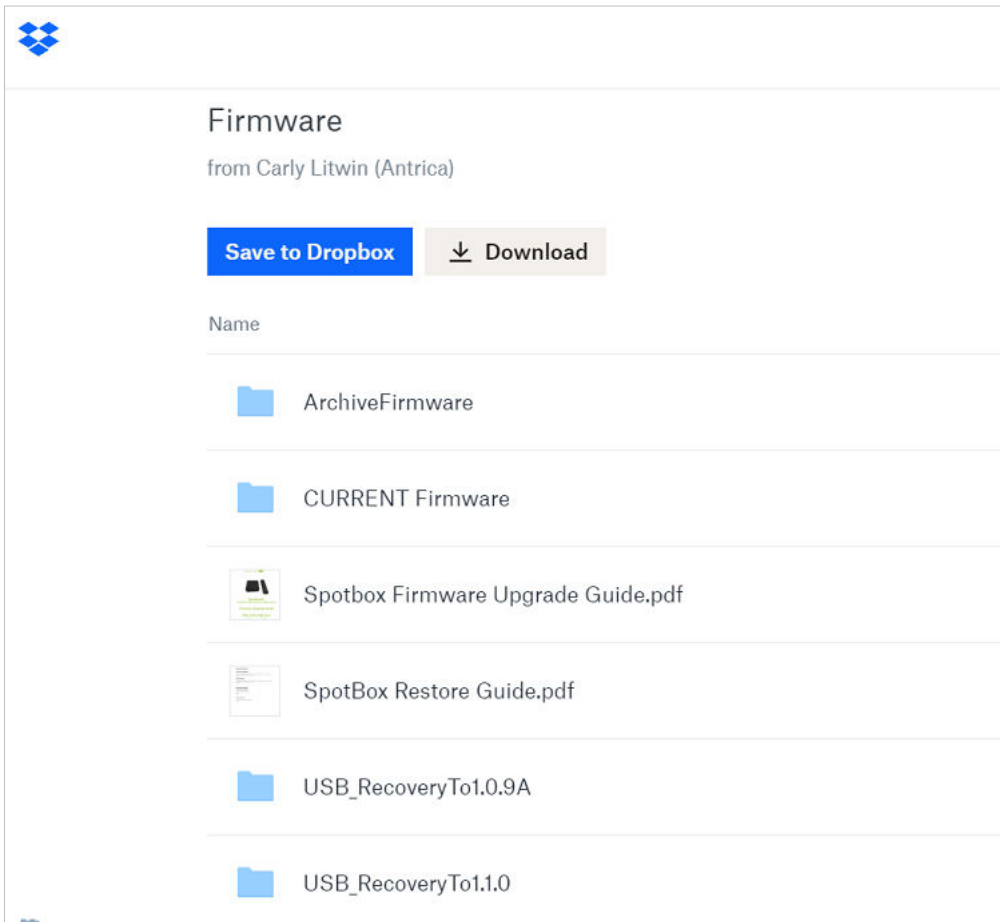 Firmware
from Carly Litwin (Antrica)
Save to Dropbox
Download
Name
ArchiveFirmware
CURRENT Firmware
Spotbox Firmware Upgrade Guide.pdf
SpotBox Restore Guide.pdf
USB_RecoveryTo1.0.9A
USB_RecoveryTo1.1.0